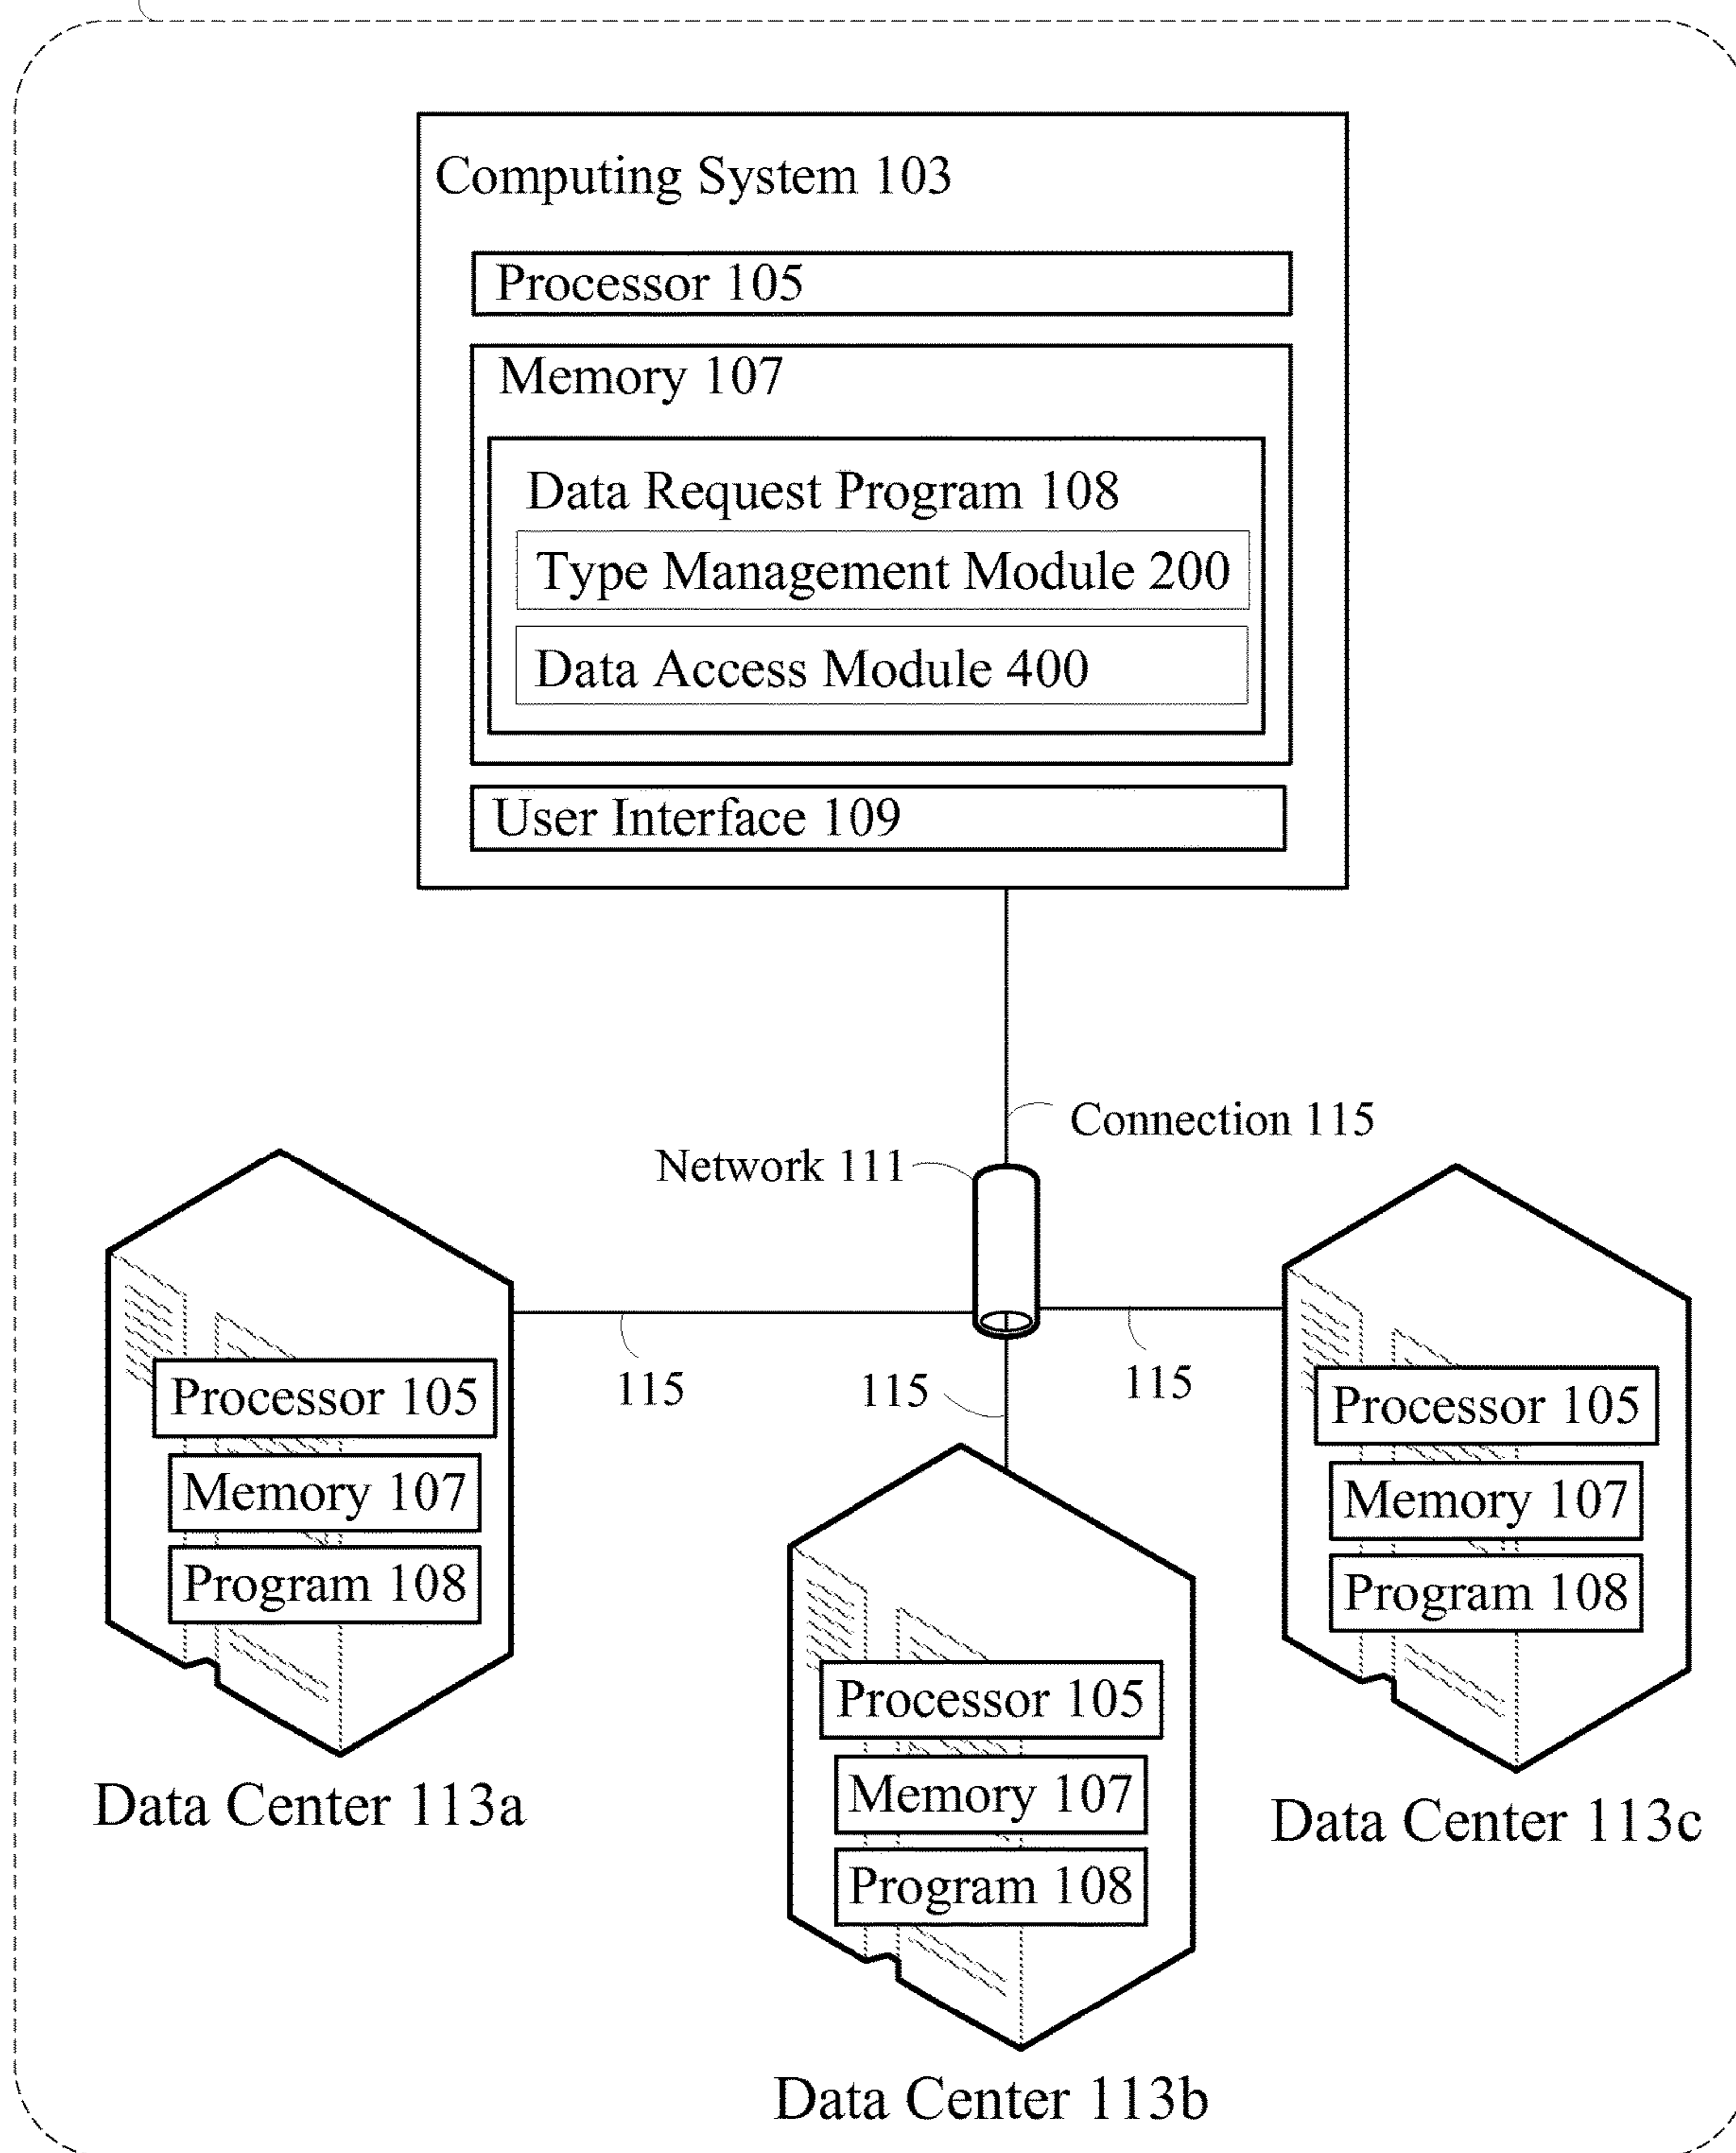 Computing System 103
Processor 105
Memory 107
Data Request Program 108
Type Management Module 200
Data Access Module 400
User Interface 109
Connection 115
Network 111
115
115
115
Processor 105
Memory 107
Program 108
Data Center 113a
Processor 105
Memory 107
Program 108
Data Center 113b
Processor 105
Memory 107
Program 108
Data Center 113c